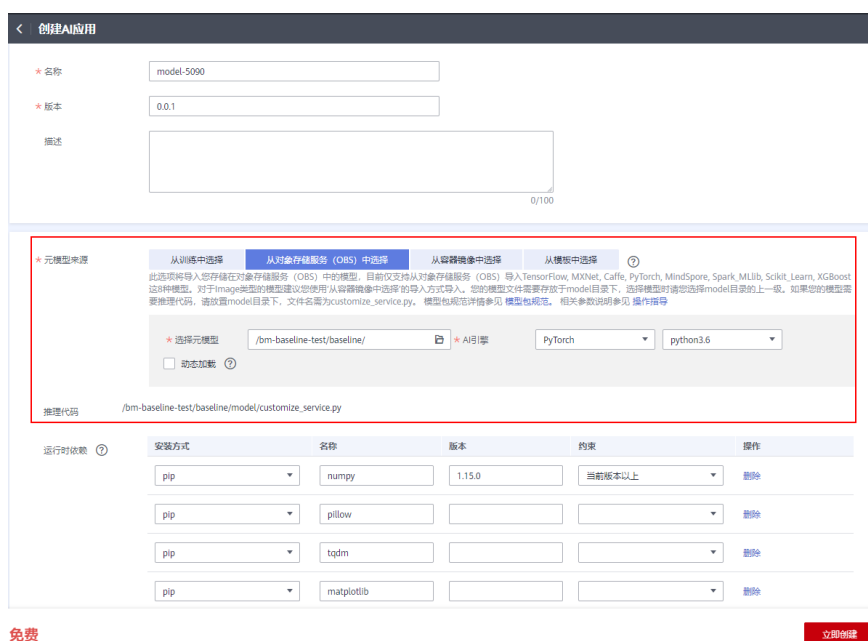 < 创建AI应用
* 名称 model-5090
* 版本 0.0.1
描述
0/100
* 元模型来源 从训练中选择 从对象存储服务（OBS）中选择 从容器镜像中选择 从模板中选择 ?
此选项将导入您存储在对象存储服务（OBS）中的模型，目前仅支持从对象存储服务（OBS）导入TensorFlow, MXNet, Caffe, PyTorch, MindSpore, Spark_MLlib, Scikit_Learn, XGBoost
这8种模型。对于Image类型的模型建议您使用'从容器镜像中选择'的导入方式导入。您的模型文件需要存放于model目录下，选择模型时请您选择model目录的上一级。如果您的模型需
要推理代码，请放置model目录下，文件名需为customize_service.py。 模型包规范详情参见 模型包规范。 相关参数说明参见 操作指导
* 选择元模型 /bm-baseline-test/baseline/ * AI引擎 PyTorch python3.6
动态加载 ?
推理代码 /bm-baseline-test/baseline/model/customize_service.py
运行时依赖 ? 安装方式 名称 版本 约束 操作
pip numpy 1.15.0 当前版本以上 删除
pip pillow 删除
pip tqdm 删除
pip matplotlib 删除
免费 立即创建